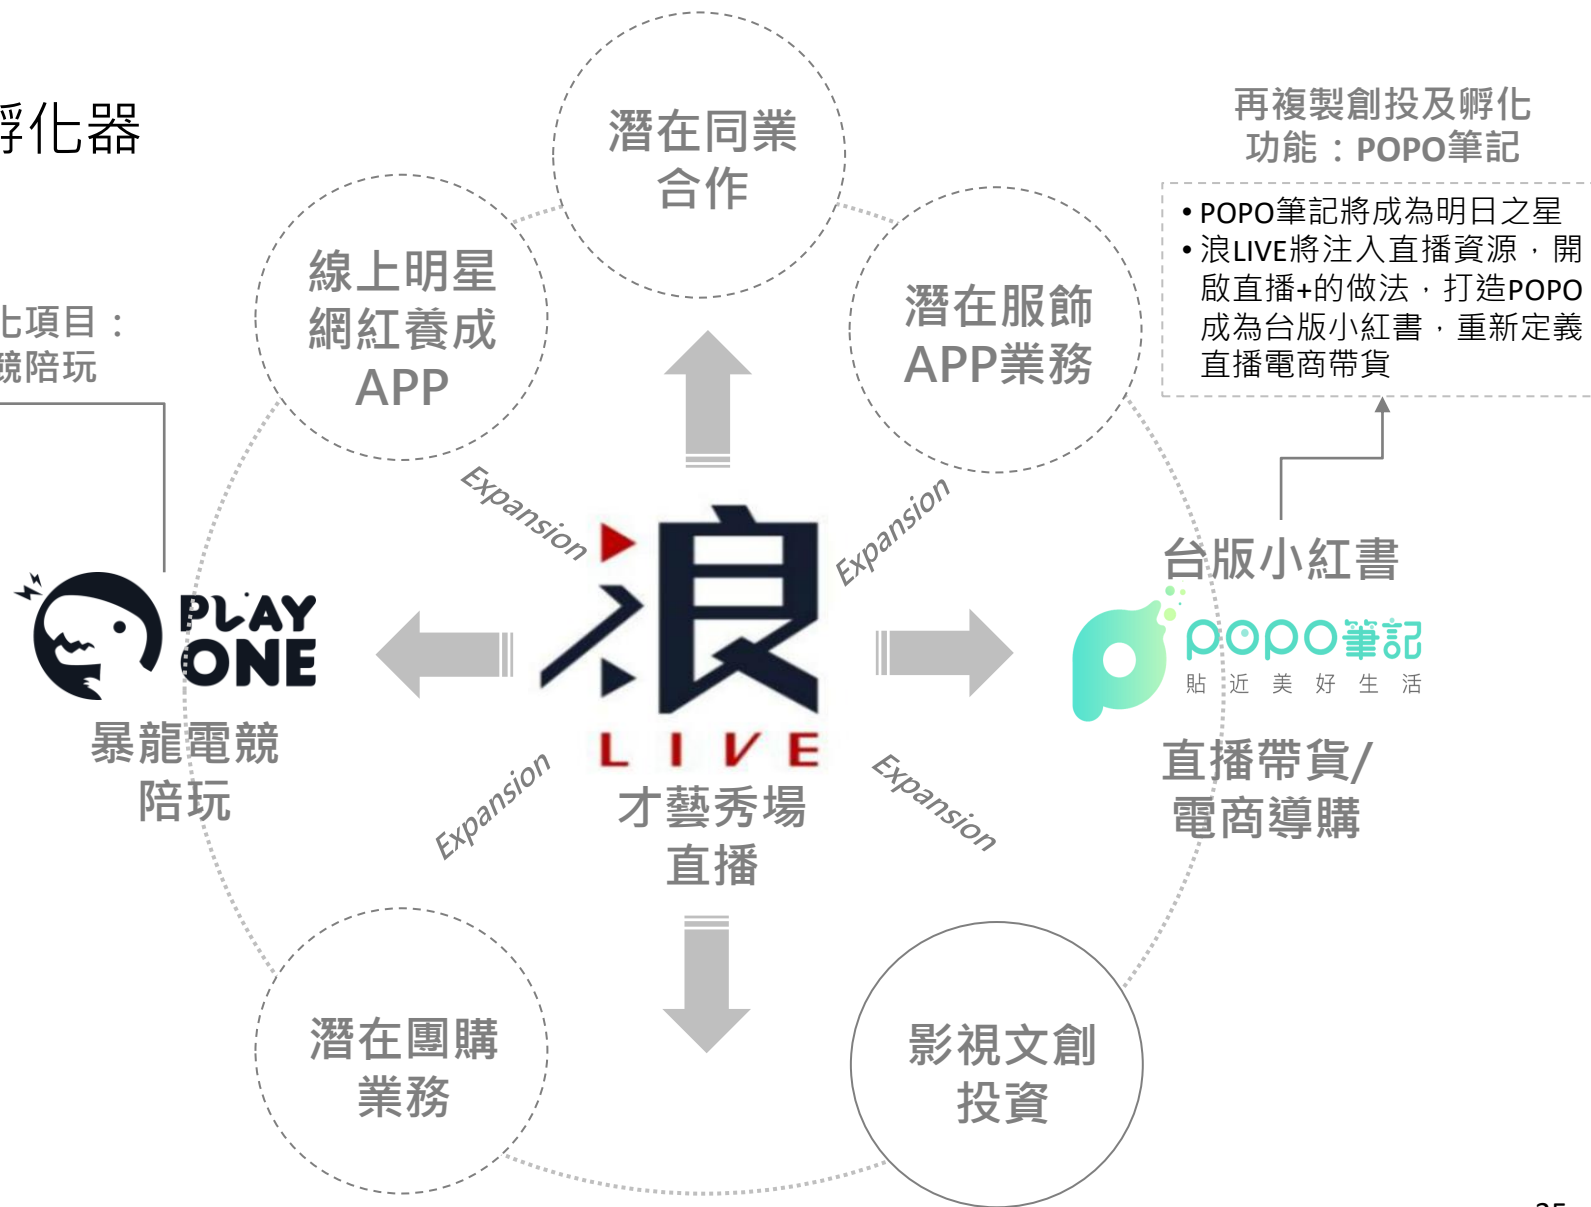 孵化器
化項目：
競陪玩
潛在同業
合作
線上明星
網紅養成
APP
潛在服飾
APP業務
再複製創投及孵化
功能：POPO筆記
• POPO筆記將成為明日之星
• 浪LIVE將注入直播資源，開
啟直播+的做法，打造POPO
成為台版小紅書，重新定義
直播電商帶貨
Expansion
Expansion
浪
LIVE
才藝秀場
直播
PLAY
ONE
暴龍電競
陪玩
台版小紅書
popo筆記
貼近美好生活
直播帶貨/
電商導購
Expansion
Expansion
潛在團購
業務
影視文創
投資